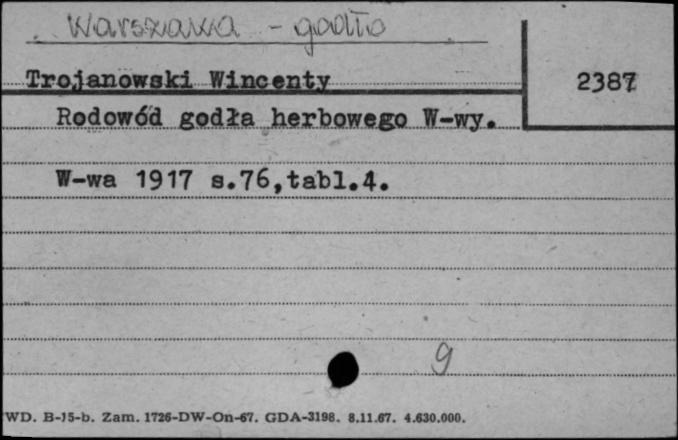 Warszawa - godło
Trojanowski Wincenty
2387
Rodowód godła herbowego W-wy.
W-wa 1917 s.76,tabl.4.
9
WD. B-15-b. Zam. 1726-DW-On-67. GDA-3198. 8.11.67. 4.630.000.